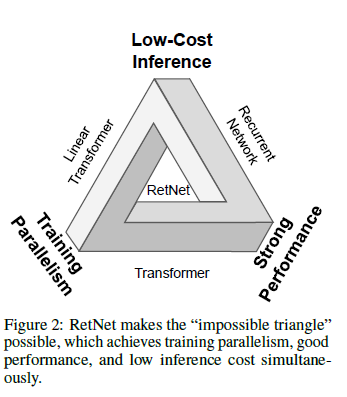 Low-Cost
Inference
Linear
Transformer
Recurrent
Network
RetNet
Training
Parallelism
Strong
Performance
Transformer
Figure 2: RetNet makes the “impossible triangle”
possible, which achieves training parallelism, good
performance, and low inference cost simultane-
ously.